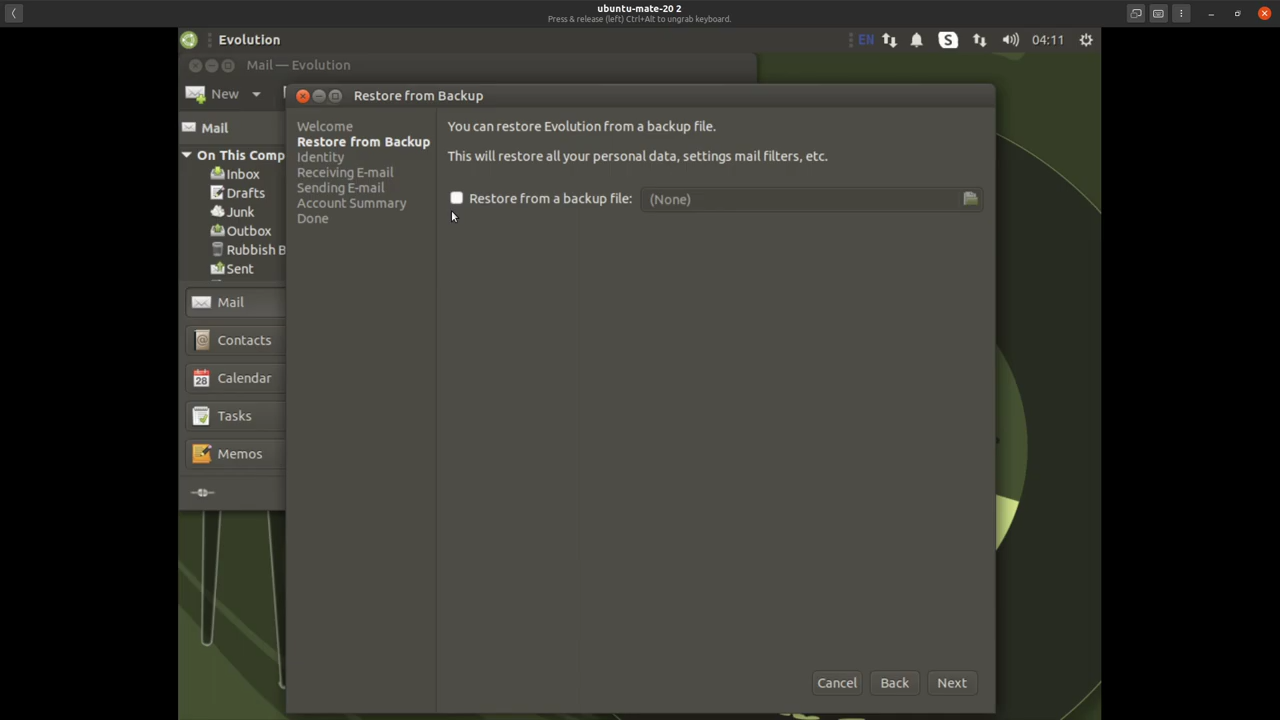 ubuntu-mate-20 2
Press & release (left) Ctrl+Alt to ungrab keyboard.
Evolution
EN
S
04:11
Mail — Evolution
New
Restore from Backup
Mail
On This Comp
Inbox
Drafts
Junk
Outbox
Rubbish B
Sent
Mail
Contacts
28
Calendar
Tasks
Memos
Welcome
Restore from Backup
Identity
Receiving E-mail
Sending E-mail
Account Summary
Done
You can restore Evolution from a backup file.
This will restore all your personal data, settings mail filters, etc.
Restore from a backup file:
(None)
Cancel
Back
Next